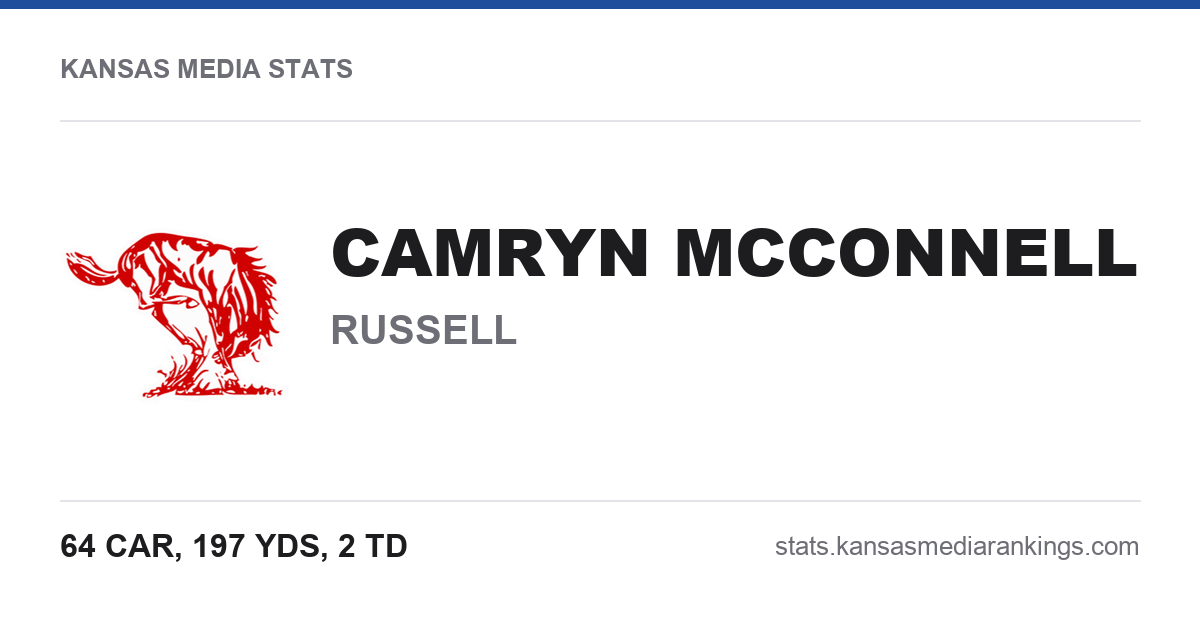 KANSAS MEDIA STATS
CAMRYN MCCONNELL
RUSSELL
64 CAR, 197 YDS, 2 TD
stats.kansasmediarankings.com